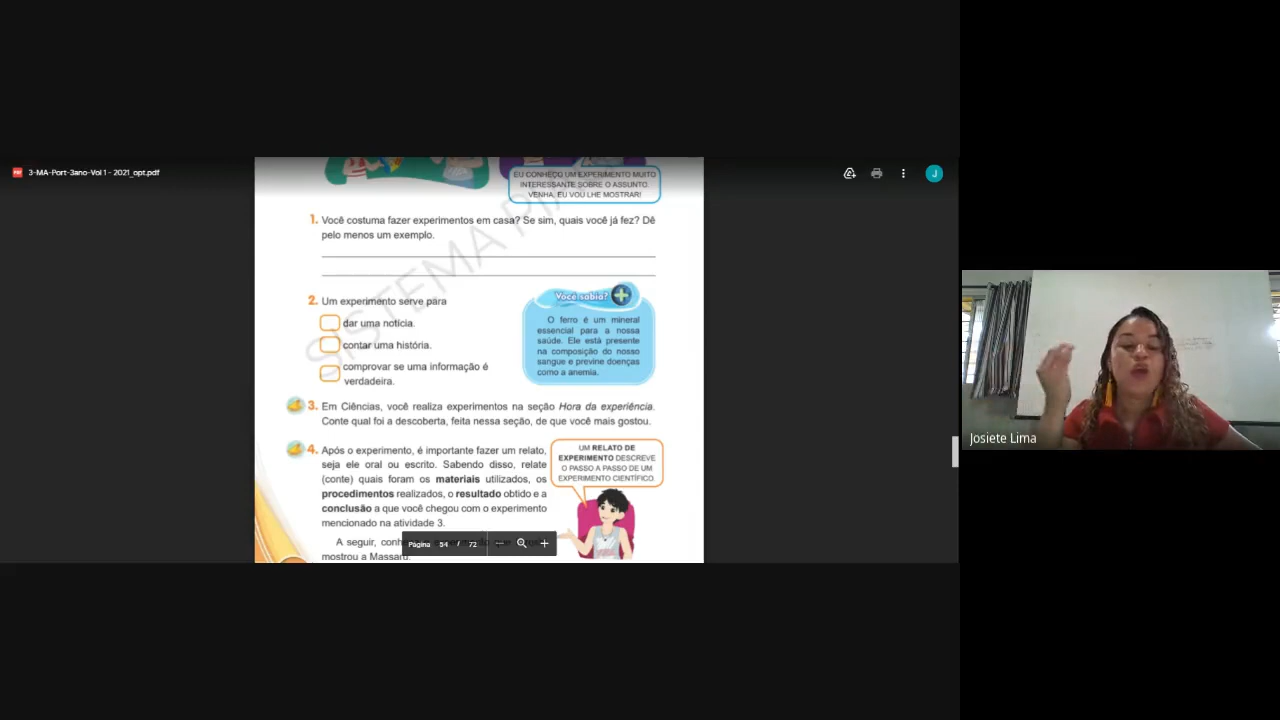 3-MA-Port-3ano-Vol 1 - 2021_opt.pdf
J
EU CONHEÇO UM EXPERIMENTO MUITO
INTERESSANTE SOBRE O ASSUNTO.
VENHA, EU VOU LHE MOSTRAR!
1. Você costuma fazer experimentos em casa? Se sim, quais você já fez? Dê
pelo menos um exemplo.
2. Um experimento serve para
dar uma notícia.
contar uma história.
comprovar se uma informação é
verdadeira.
Você sabia?
O ferro é um mineral
essencial para a nossa
saúde. Ele está presente
na composição do nosso
sangue e previne doenças
como a anemia.
3. Em Ciências, você realiza experimentos na seção Hora da experiência.
Conte qual foi a descoberta, feita nessa seção, de que você mais gostou.
4. Após o experimento, é importante fazer um relato,
seja ele oral ou escrito. Sabendo disso, relate
(conte) quais foram os materiais utilizados, os
procedimentos realizados, o resultado obtido e a
conclusão a que você chegou com o experimento
mencionado na atividade 3.
UM RELATO DE
EXPERIMENTO DESCREVE
O PASSO A PASSO DE UM
EXPERIMENTO CIENTÍFICO.
A seguir,
mostrou a Massaru.
Página 54 / 72
SISTEMA
Josiete Lima